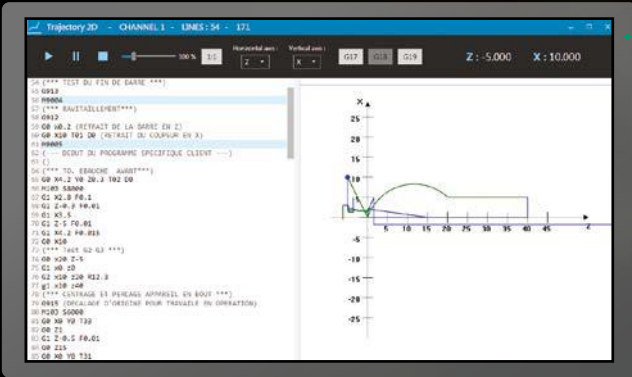 Trajectory 2D - CHANNEL 1 - LINES : 54 - 171
Horizontal axe : Vertical axe :
100 % 1:1 Z X G17 G18 G19 Z : -5.000 X : 10.000
54 (*** TEST DU FIN DE BARRE ***)
55 G913
56 M9004
57 (*** RAVITAILLEMENT***)
58 G912
59 G0 W0.2 (RETRAIT DE LA BARRE EN Z)
60 G0 X10 T01 D0 (RETRAIT DU COUPEUR EN X)
61 M9005
62 (--- DEBUT DU PROGRAMME SPECIFIQUE CLIENT ---)
63 ()
64 (*** TO. EBAUCHE AVANT***)
65 G0 X4.2 Y0 Z0.3 T02 D0
66 M103 S8000
67 G1 X2.8 F0.1
68 G1 Z-0.3 F0.01
69 G1 X3.5
70 G1 Z-5 F0.01
71 G1 X4.2 F0.015
72 G0 X10
73 (*** Test G2 G3 ***)
74 G0 x20 Z-5
75 G1 x0 z0
76 G2 x10 z20 R12.3
77 g1 x10 z40
78 (*** CENTRAGE ET PERCAGE APPAREIL EN BOUT ***)
79 G915 (DECALAGE D'ORIGINE POUR TRAVAILE EN OPERATION)
80 M103 S6000
81 G0 X0 Y0 T33
82 G0 Z1
83 G1 Z-0.5 F0.01
84 G0 Z15
85 G0 X0 Y0 T31
X
25
20
15
10
5 10 15 20 25 30 35 40 45
Z
-5
-10
-15
-20
-25